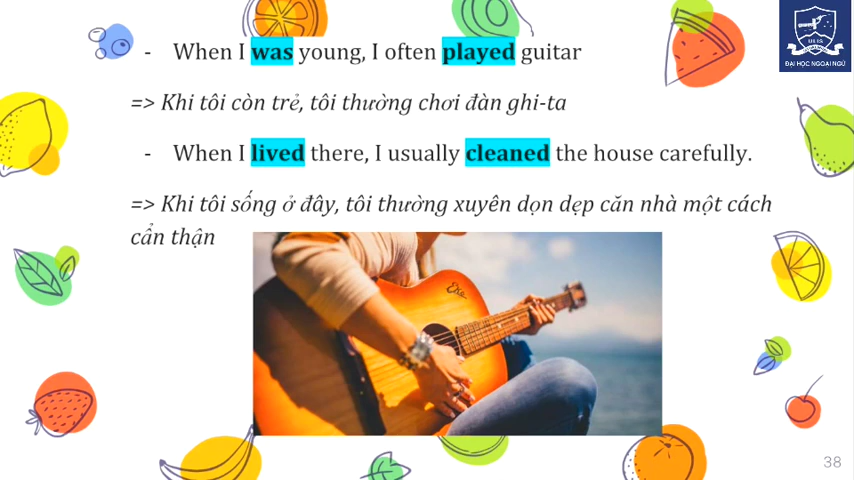 - When I was young, I often played guitar
=> Khi tôi còn trẻ, tôi thường chơi đàn ghi-ta
- When I lived there, I usually cleaned the house carefully.
=> Khi tôi sống ở đây, tôi thường xuyên dọn dẹp căn nhà một cách
cẩn thận
ULIS
ĐẠI HỌC NGOẠI NGỮ
38